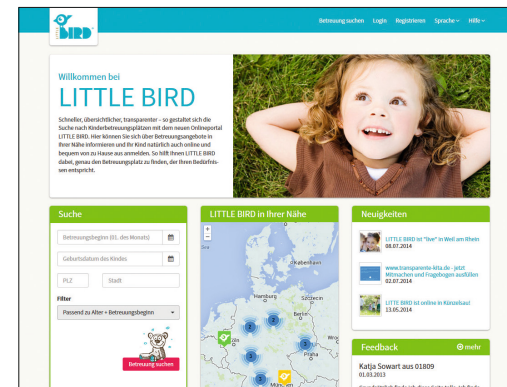 BIRD
Betreuung suchen Login Registrieren Sprache Hilfe
Willkommen bei
LITTLE BIRD
Schneller, übersichtlicher, transparenter – so gestaltet sich die
Suche nach Kinderbetreuungsplätzen mit dem neuen Onlineportal
LITTLE BIRD. Hier können Sie sich über Betreuungsangebote in
Ihrer Nähe informieren und Ihr Kind natürlich auch online und
bequem von zu Hause aus anmelden. So hilft Ihnen LITTLE BIRD
dabei, genau den Betreuungsplatz zu finden, der Ihren Bedürfnis-
sen entspricht.
Suche
Betreuungsbeginn (01. des Monats)
Geburtsdatum des Kindes
PLZ Stadt
Filter
Passend zu Alter + Betreuungsbeginn
Betreuung suchen
LITTLE BIRD in Ihrer Nähe
København
Hamburg
Szczecin
Berlin
Köln
Praha
München
Neuigkeiten
LITTLE BIRD ist "live" in Weil am Rhein
08.07.2014
www.transparente-kita.de - jetzt
Mitmachen und Fragebogen ausfüllen
02.07.2014
LITTE BIRD ist online in Künzelsau!
13.05.2014
Feedback mehr
Katja Sowart aus 01809
01.03.2013